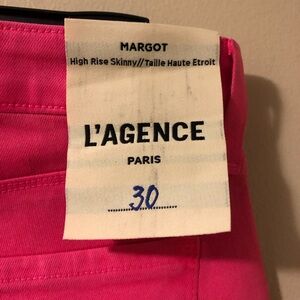 MARGOT
High Rise Skinny//Taille Haute Etroit
L'AGENCE
PARIS
30